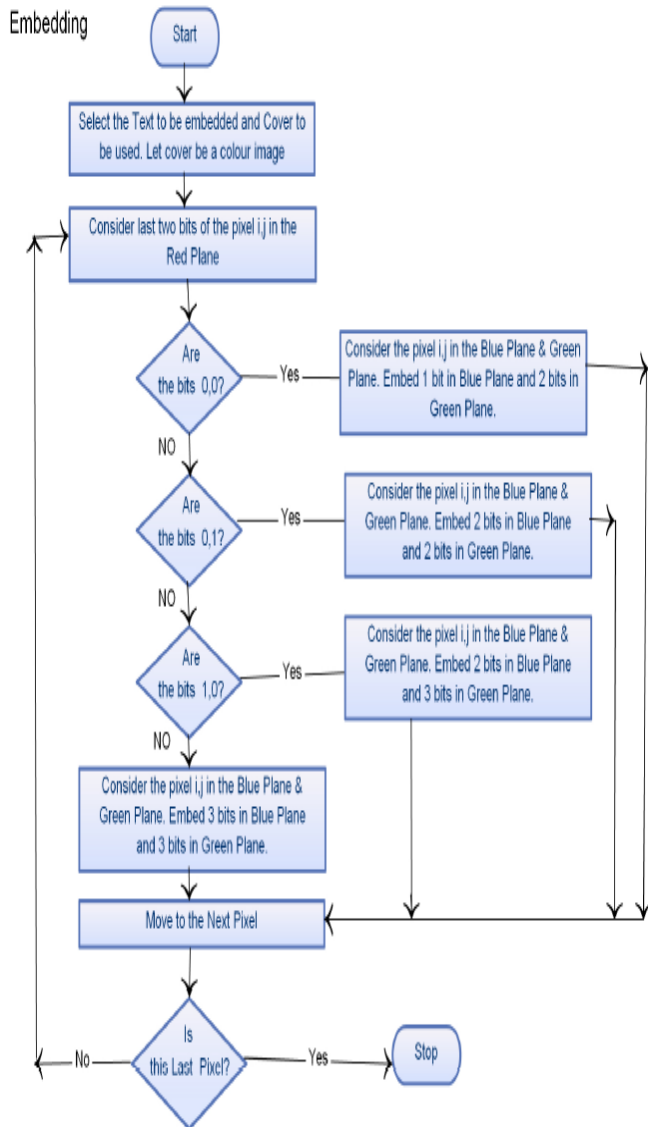 Embedding
Start
Select the Text to be embedded and Cover to
be used. Let cover be a colour image
Consider last two bits of the pixel i,j in the
Red Plane
Are
the bits 0,0?
Yes
Consider the pixel i,j in the Blue Plane & Green
Plane. Embed 1 bit in Blue Plane and 2 bits in
Green Plane.
NO
Are
the bits 0,1?
Yes
Consider the pixel i,j in the Blue Plane &
Green Plane. Embed 2 bits in Blue Plane
and 2 bits in Green Plane.
NO
Are
the bits 1,0?
Yes
Consider the pixel i,j in the Blue Plane &
Green Plane. Embed 2 bits in Blue Plane
and 3 bits in Green Plane.
NO
Consider the pixel i,j in the Blue Plane &
Green Plane. Embed 3 bits in Blue Plane
and 3 bits in Green Plane.
Move to the Next Pixel
Is
this Last Pixel?
No
Yes
Stop